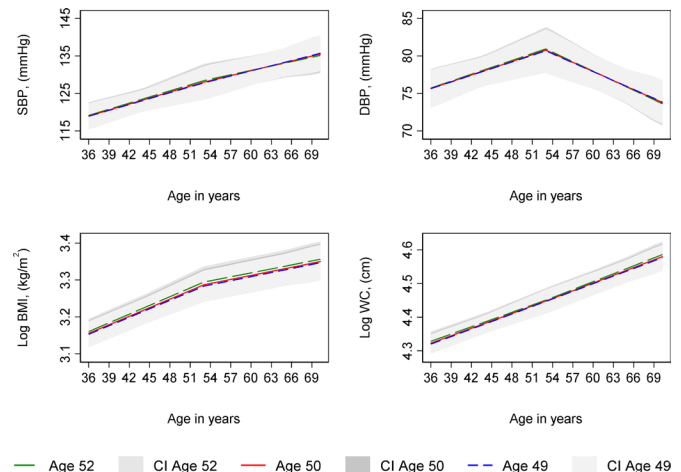 145
135
125
115
SBP, (mmHg)
36 39 42 45 48 51 54 57 60 63 66 69
Age in years
85
80
75
70
DBP, (mmHg)
36 39 42 45 48 51 54 57 60 63 66 69
Age in years
3.4
3.3
3.2
3.1
Log BMI, (kg/m²)
36 39 42 45 48 51 54 57 60 63 66 69
Age in years
4.6
4.5
4.4
4.3
Log WC, (cm)
36 39 42 45 48 51 54 57 60 63 66 69
Age in years
Age 52 CI Age 52 Age 50 CI Age 50 Age 49 CI Age 49